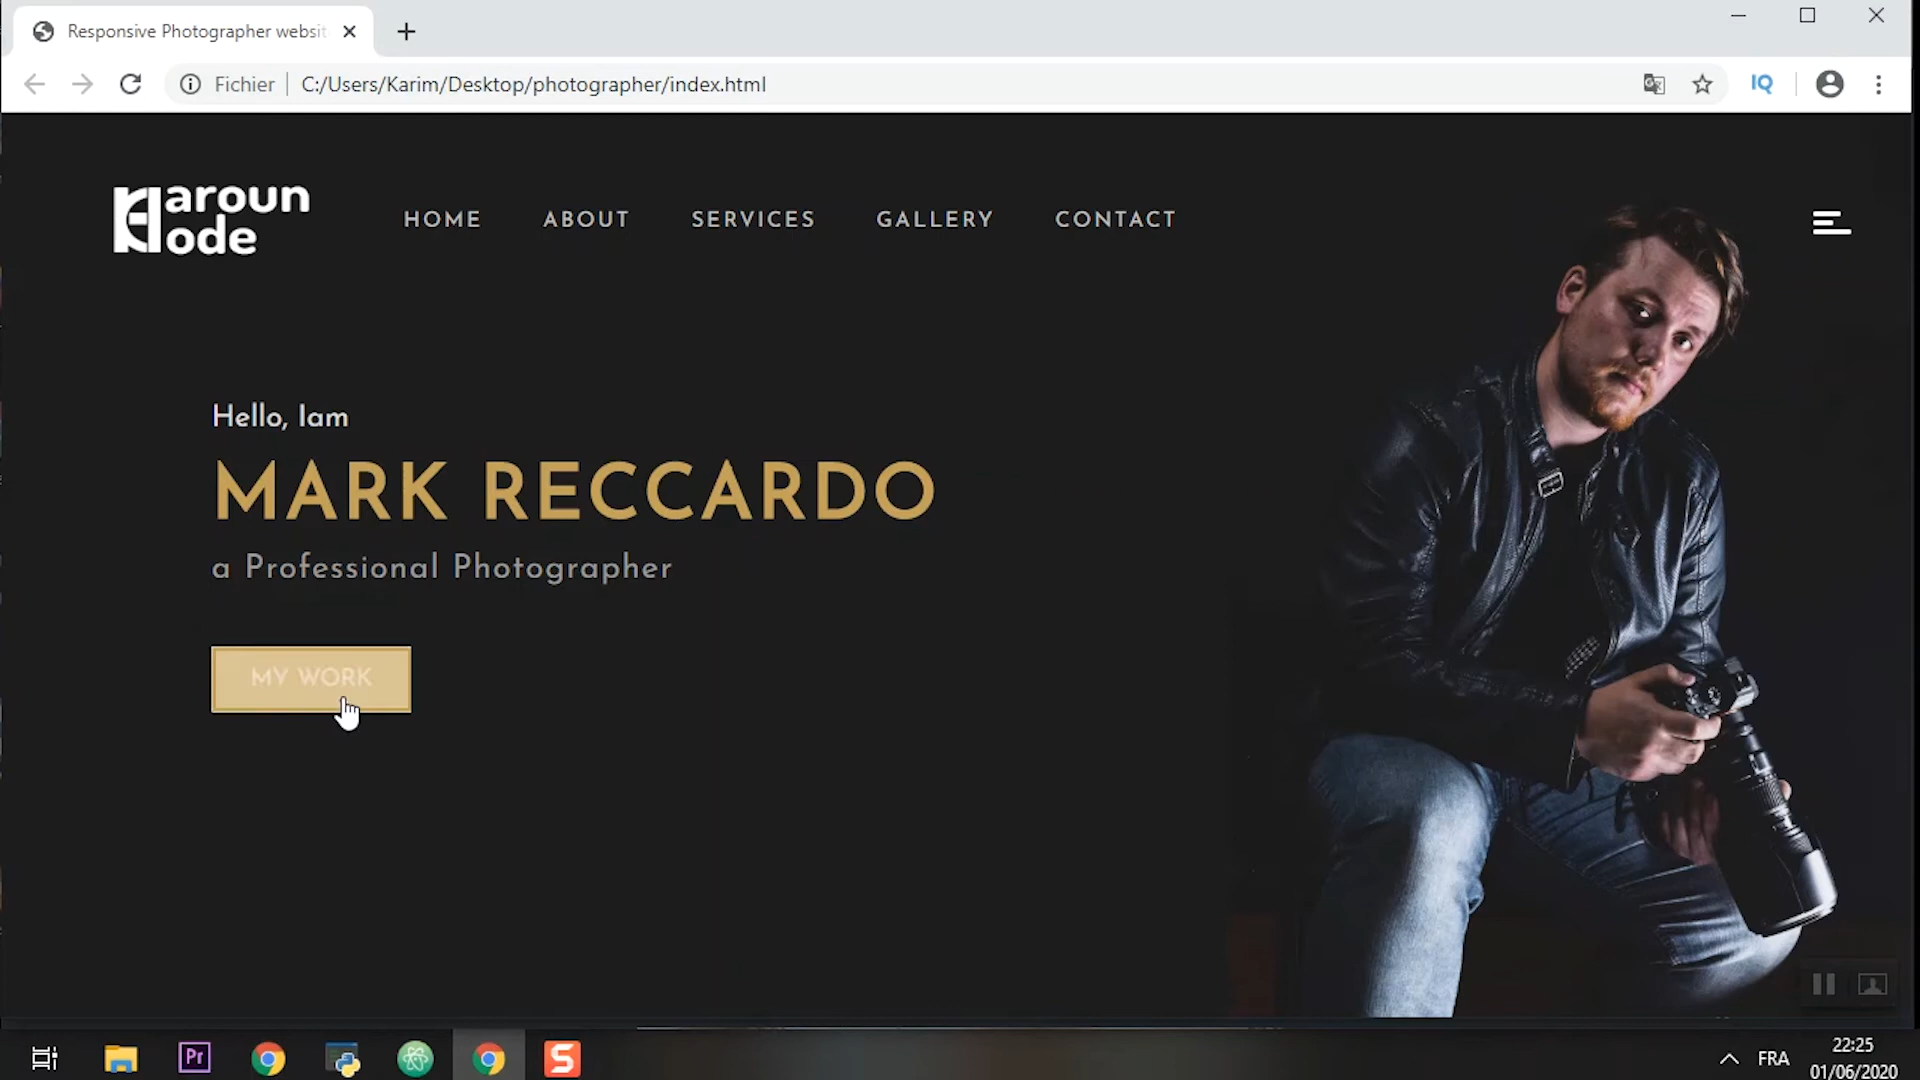 Responsive Photographer websit
Fichier C:/Users/Karim/Desktop/photographer/index.html IQ
aroun
ode
HOME ABOUT SERVICES GALLERY CONTACT
Hello, Iam
MARK RECCARDO
a Professional Photographer
MY WORK
Pr S FRA 22:25
01/06/2020